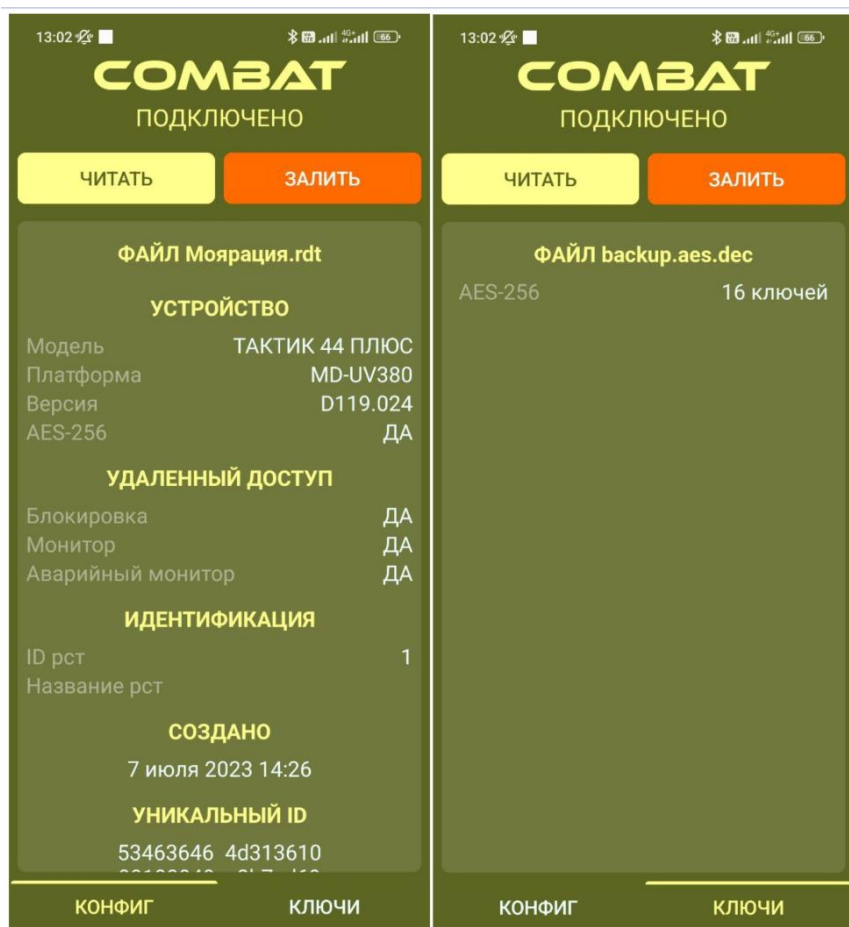 13:02
66
COMBAT
ПОДКЛЮЧЕНО
ЧИТАТЬ ЗАЛИТЬ
ФАЙЛ Моярация.rdt
УСТРОЙСТВО
Модель ТАКТИК 44 ПЛЮС
Платформа MD-UV380
Версия D119.024
AES-256 ДА
УДАЛЕННЫЙ ДОСТУП
Блокировка ДА
Монитор ДА
Аварийный монитор ДА
ИДЕНТИФИКАЦИЯ
ID рст 1
Название рст
СОЗДАНО
7 июля 2023 14:26
УНИКАЛЬНЫЙ ID
53463646 4d313610
КОНФИГ КЛЮЧИ
13:02
66
COMBAT
ПОДКЛЮЧЕНО
ЧИТАТЬ ЗАЛИТЬ
ФАЙЛ backup.aes.dec
AES-256 16 ключей
КОНФИГ КЛЮЧИ